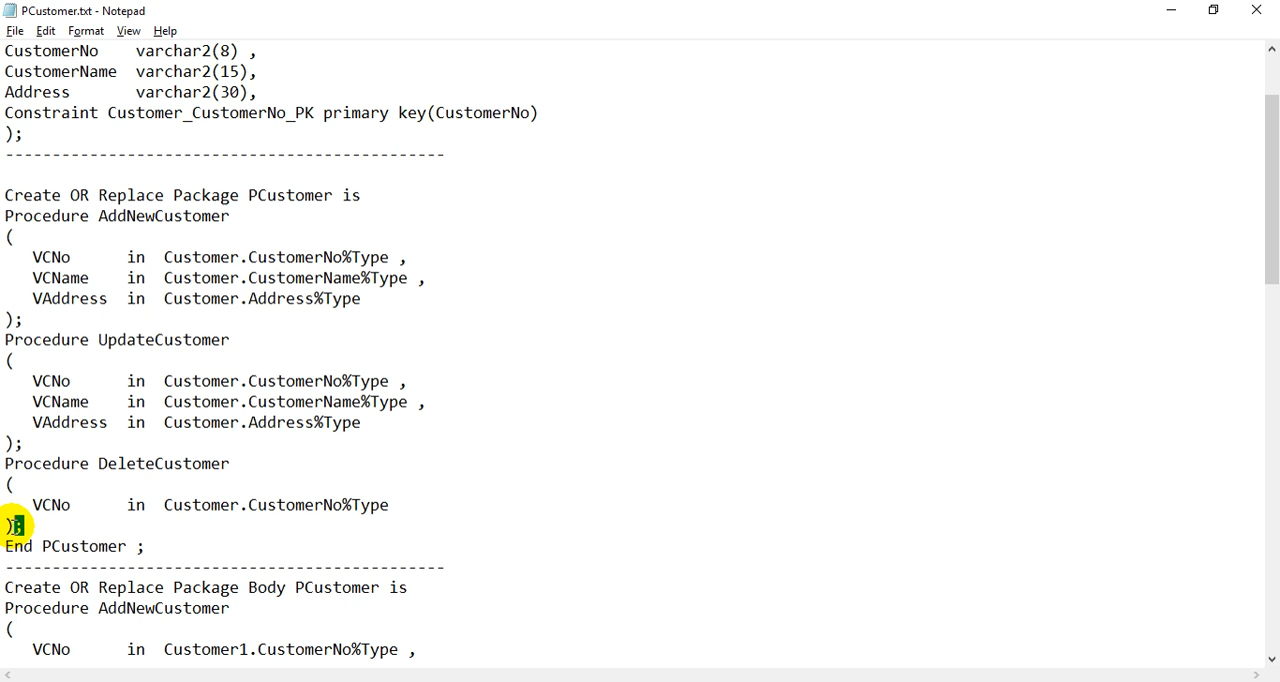 PCustomer.txt - Notepad
File Edit Format View Help
CustomerNo    varchar2(8) ,
CustomerName  varchar2(15),
Address       varchar2(30),
Constraint Customer_CustomerNo_PK primary key(CustomerNo)
);
-----------------------------------------------
Create OR Replace Package PCustomer is
Procedure AddNewCustomer
(
   VCNo      in  Customer.CustomerNo%Type ,
   VCName    in  Customer.CustomerName%Type ,
   VAddress  in  Customer.Address%Type
);
Procedure UpdateCustomer
(
   VCNo      in  Customer.CustomerNo%Type ,
   VCName    in  Customer.CustomerName%Type ,
   VAddress  in  Customer.Address%Type
);
Procedure DeleteCustomer
(
   VCNo      in  Customer.CustomerNo%Type
);
End PCustomer ;
-----------------------------------------------
Create OR Replace Package Body PCustomer is
Procedure AddNewCustomer
(
   VCNo      in  Customer1.CustomerNo%Type ,